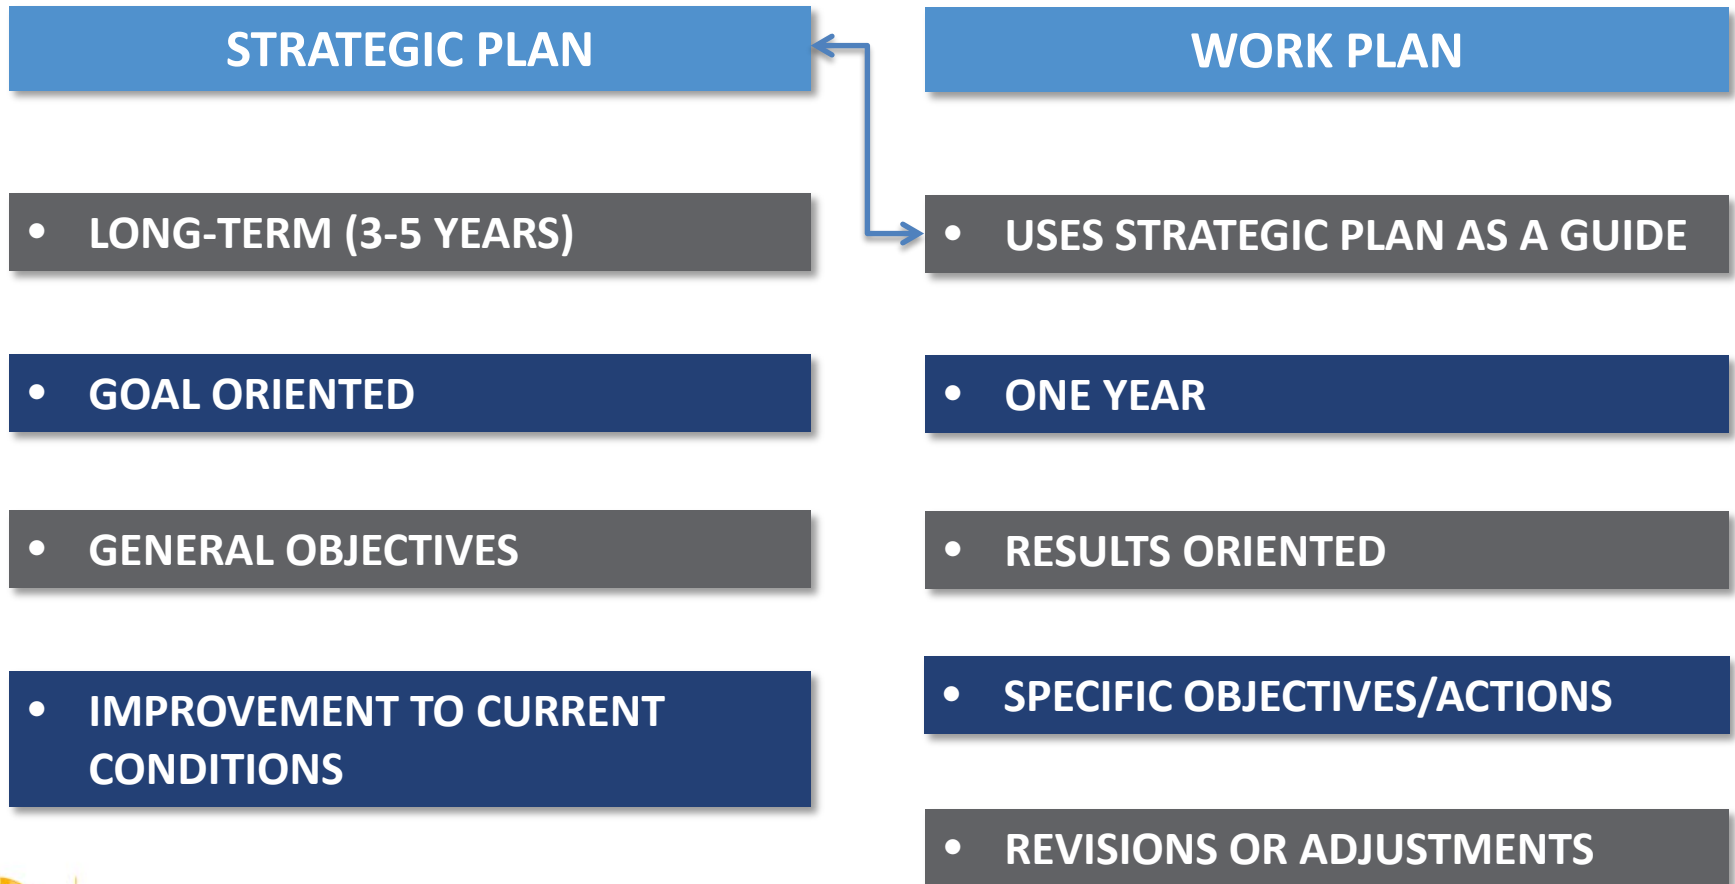 STRATEGIC PLAN
• LONG-TERM (3-5 YEARS)
• GOAL ORIENTED
• GENERAL OBJECTIVES
• IMPROVEMENT TO CURRENT
CONDITIONS
WORK PLAN
• USES STRATEGIC PLAN AS A GUIDE
• ONE YEAR
• RESULTS ORIENTED
• SPECIFIC OBJECTIVES/ACTIONS
• REVISIONS OR ADJUSTMENTS